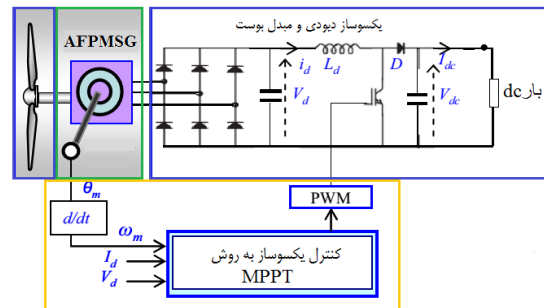 یکسوساز دیودی و مبدل بوست
AFPMSG
i_d
L_d
D
I_dc
V_d
V_dc
بار dc
θ_m
d/dt
ω_m
I_d
V_d
PWM
کنترل یکسوساز به روش
MPPT